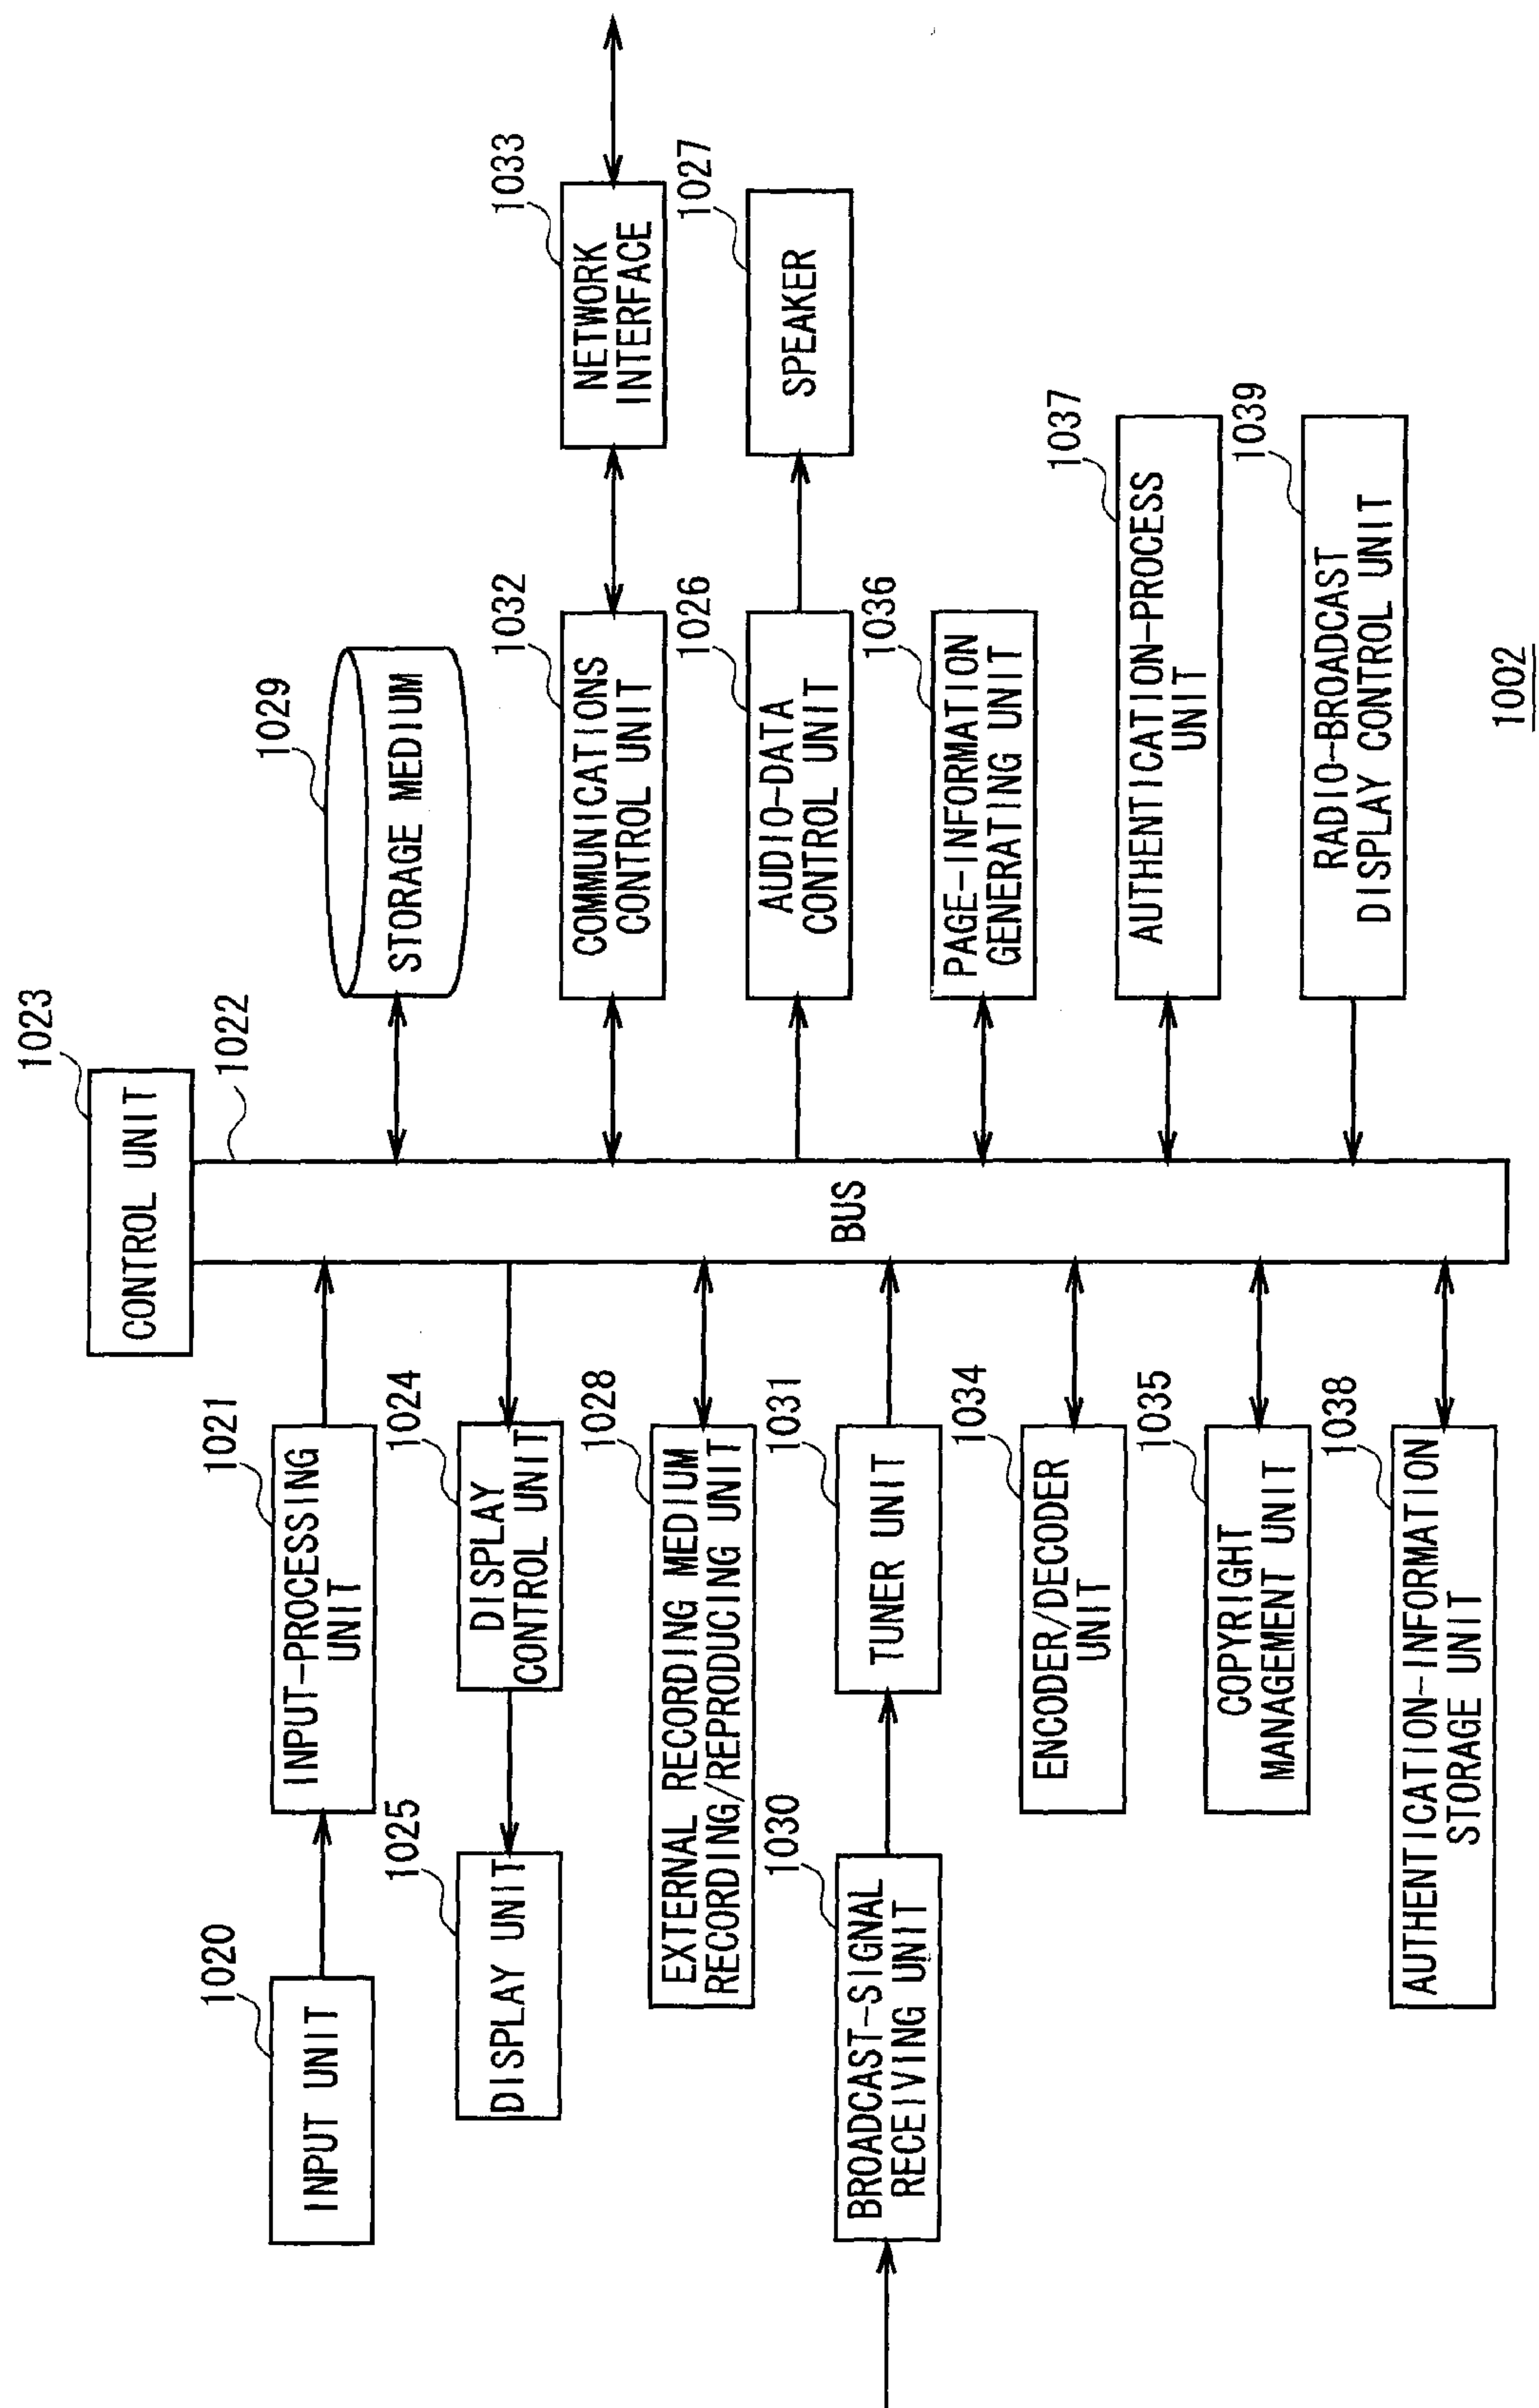 1023
CONTROL UNIT
1022
BUS
1020
INPUT UNIT
1021
INPUT-PROCESSING
UNIT
1025
DISPLAY UNIT
1024
DISPLAY
CONTROL UNIT
1028
EXTERNAL RECORDING MEDIUM
RECORDING/REPRODUCING UNIT
1030
BROADCAST-SIGNAL
RECEIVING UNIT
1031
TUNER UNIT
1034
ENCODER/DECODER
UNIT
1035
COPYRIGHT
MANAGEMENT UNIT
1038
AUTHENTICATION-INFORMATION
STORAGE UNIT
1029
STORAGE MEDIUM
1032
COMMUNICATIONS
CONTROL UNIT
1033
NETWORK
INTERFACE
1026
AUDIO-DATA
CONTROL UNIT
1027
SPEAKER
1036
PAGE-INFORMATION
GENERATING UNIT
1037
AUTHENTICATION-PROCESS
UNIT
1039
RADIO-BROADCAST
DISPLAY CONTROL UNIT
1002